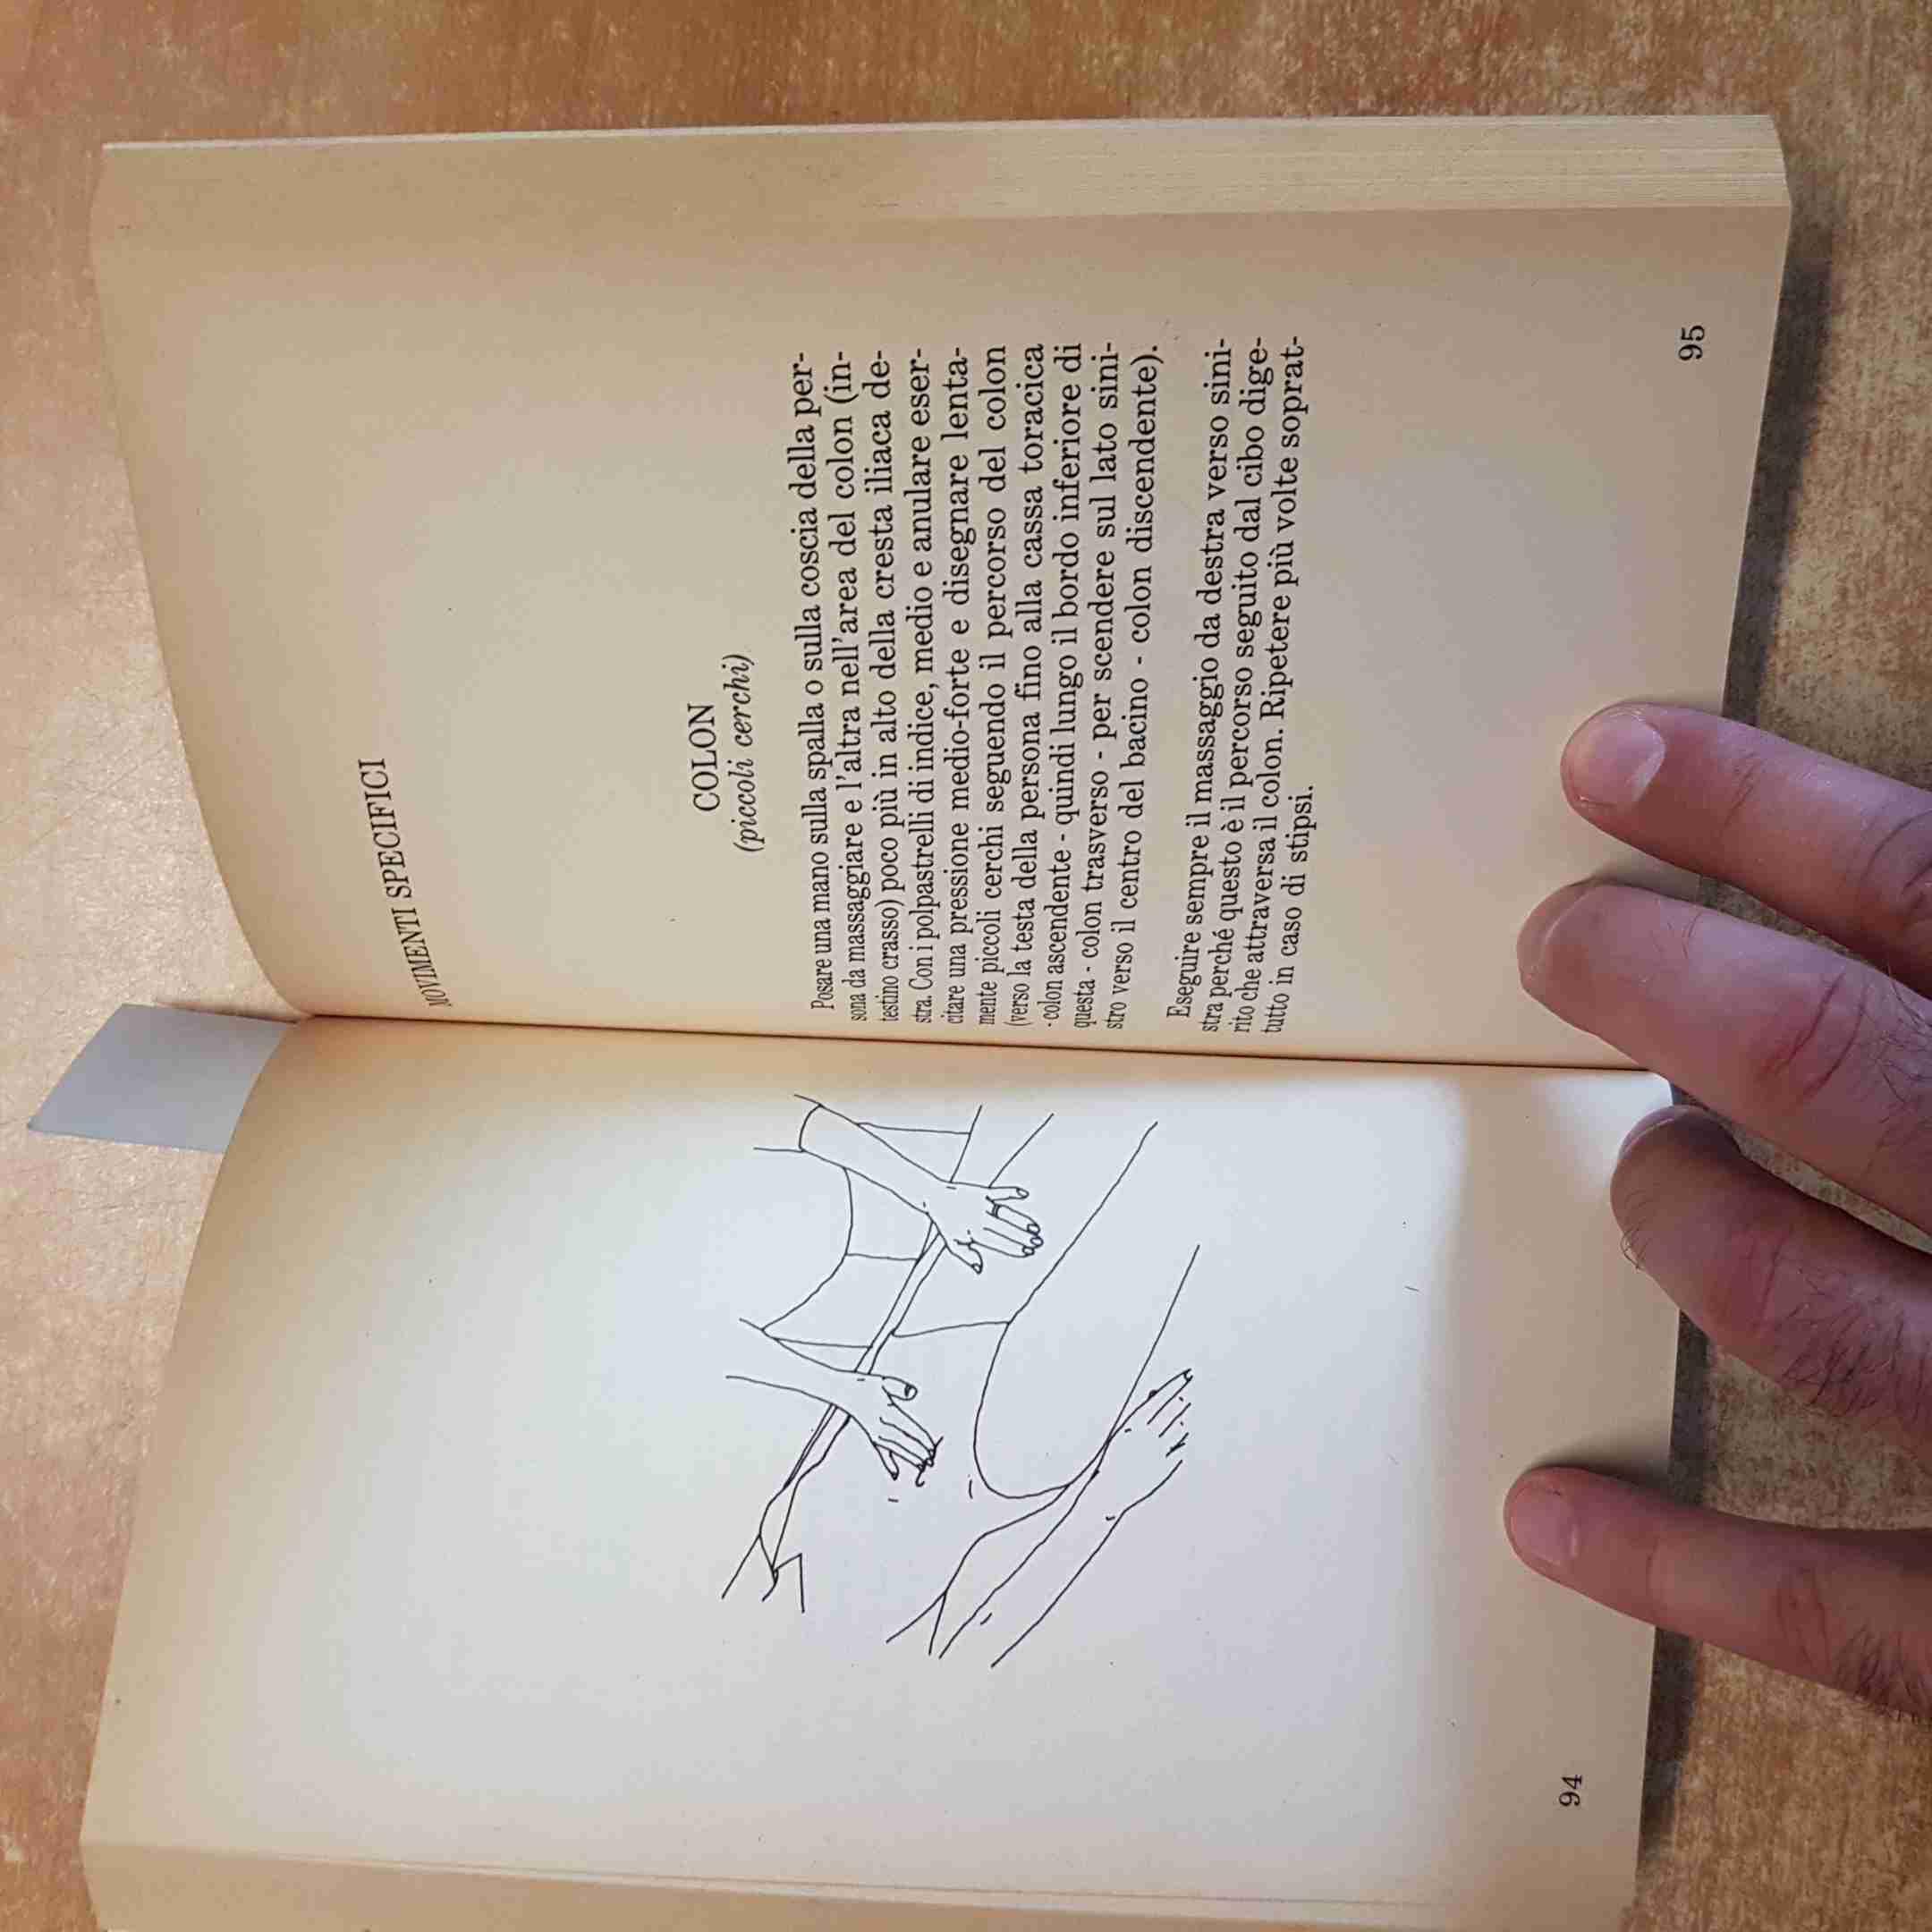 94
MOVIMENTI SPECIFICI
COLON
(piccoli cerchi)
Posare una mano sulla spalla o sulla coscia della per-
sona da massaggiare e l'altra nell'area del colon (in-
testino crasso) poco più in alto della cresta iliaca de-
stra. Con i polpastrelli di indice, medio e anulare eser-
citare una pressione medio-forte e disegnare lenta-
mente piccoli cerchi seguendo il percorso del colon
(verso la testa della persona fino alla cassa toracica
- colon ascendente - quindi lungo il bordo inferiore di
questa - colon trasverso - per scendere sul lato sini-
stro verso il centro del bacino - colon discendente).
Eseguire sempre il massaggio da destra verso sini-
stra perché questo è il percorso seguito dal cibo dige-
rito che attraversa il colon. Ripetere più volte soprat-
tutto in caso di stipsi.
95